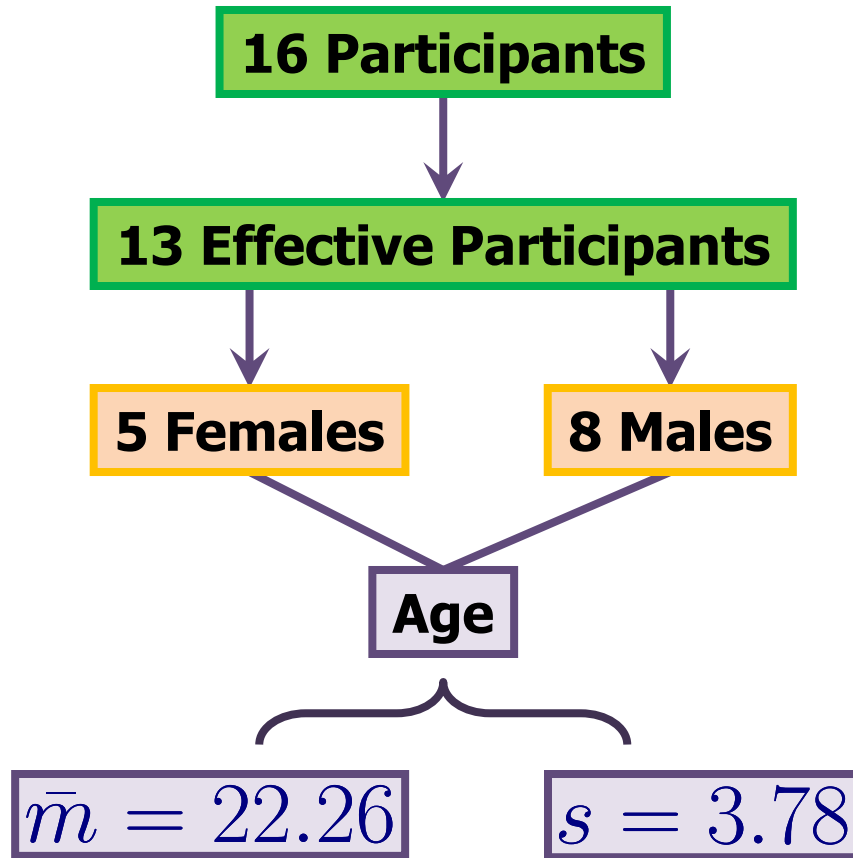 16 Participants
13 Effective Participants
5 Females
8 Males
Age
m̄ = 22.26
s = 3.78